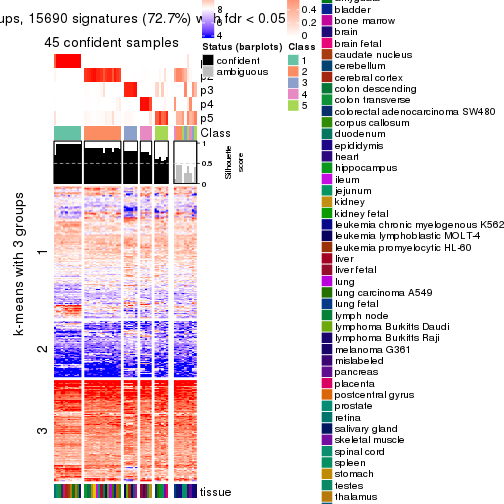 ups, 15690 signatures (72.7%) w h fdr < 0.05
45 confident samples
p2
p3
p4
p5
Class
1
0.5
0
Silhouette
score
k-means with 3 groups
1
2
3
tissue
8
6
4
Status (barplots)
confident
ambiguous
0.4
0.2
0
Class
1
2
3
4
5
bladder
bone marrow
brain
brain fetal
caudate nucleus
cerebellum
cerebral cortex
colon descending
colon transverse
colorectal adenocarcinoma SW480
corpus callosum
duodenum
epididymis
heart
hippocampus
ileum
jejunum
kidney
kidney fetal
leukemia chronic myelogenous K562
leukemia lymphoblastic MOLT-4
leukemia promyelocytic HL-60
liver
liver fetal
lung
lung carcinoma A549
lung fetal
lymph node
lymphoma Burkitts Daudi
lymphoma Burkitts Raji
melanoma G361
mislabeled
pancreas
placenta
postcentral gyrus
prostate
retina
salivary gland
skeletal muscle
spinal cord
spleen
stomach
testes
thalamus